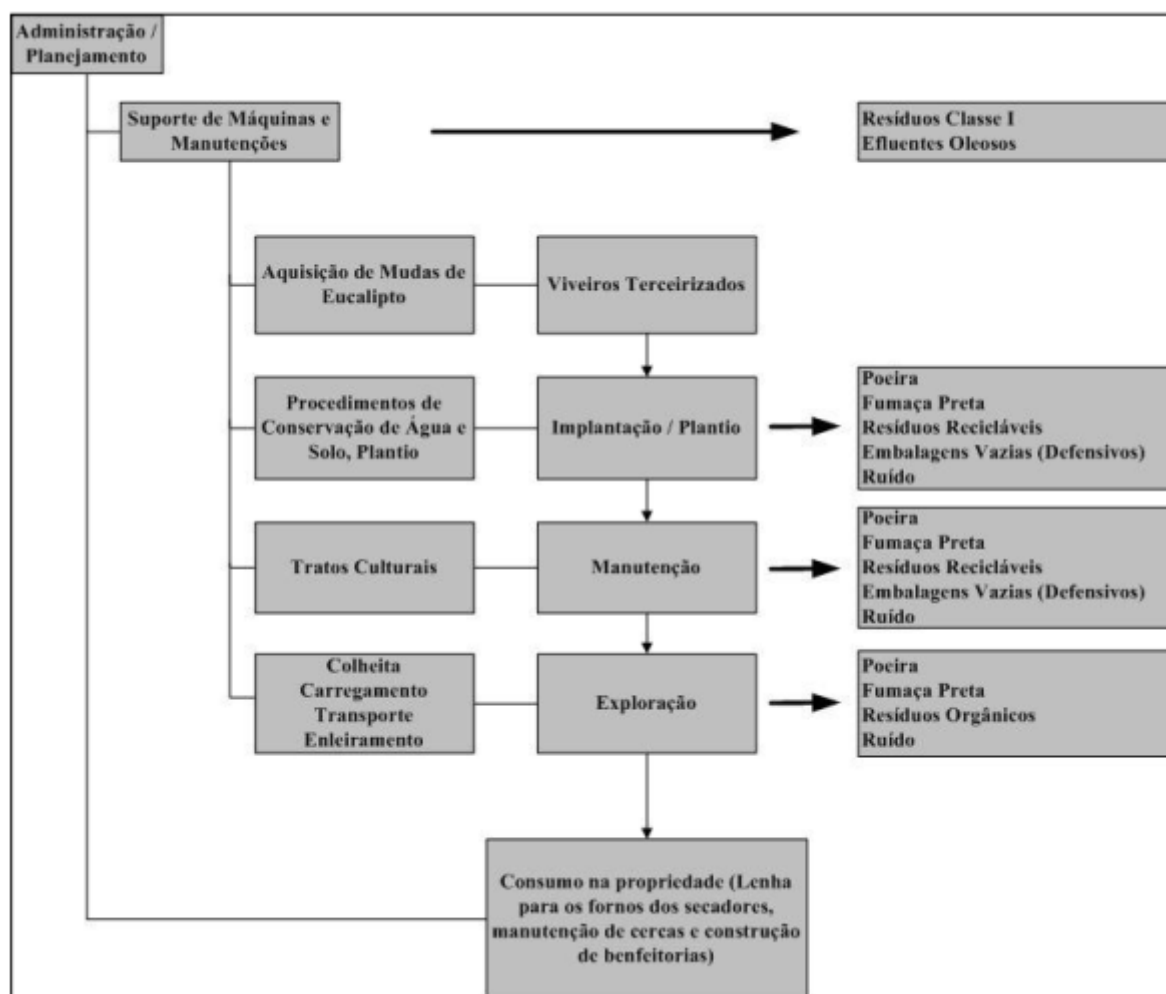 Administração /
Planejamento
Suporte de Máquinas e
Manutenções
Resíduos Classe I
Efluentes Oleosos
Aquisição de Mudas de
Eucalipto
Viveiros Terceirizados
Procedimentos de
Conservação de Água e
Solo, Plantio
Implantação / Plantio
Poeira
Fumaça Preta
Resíduos Recicláveis
Embalagens Vazias (Defensivos)
Ruído
Tratos Culturais
Manutenção
Poeira
Fumaça Preta
Resíduos Recicláveis
Embalagens Vazias (Defensivos)
Ruído
Colheita
Carregamento
Transporte
Enleiramento
Exploração
Poeira
Fumaça Preta
Resíduos Orgânicos
Ruído
Consumo na propriedade (Lenha
para os fornos dos secadores,
manutenção de cercas e construção
de benfeitorias)